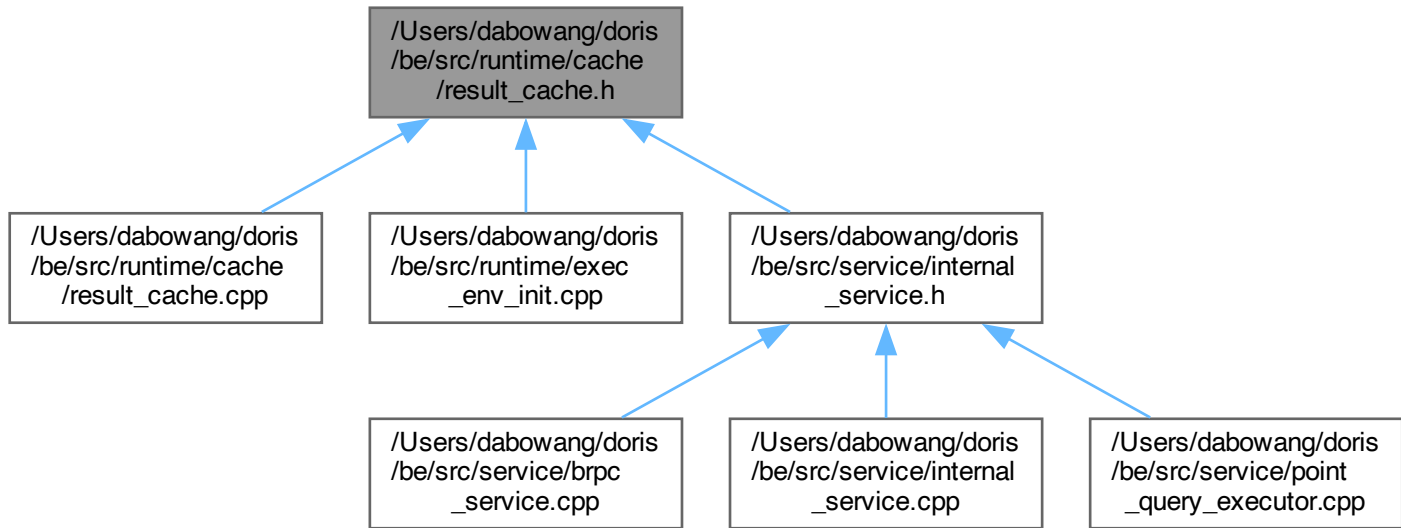 /Users/dabowang/doris
/be/src/runtime/cache
/result_cache.h
/Users/dabowang/doris
/be/src/runtime/cache
/result_cache.cpp
/Users/dabowang/doris
/be/src/runtime/exec
_env_init.cpp
/Users/dabowang/doris
/be/src/service/internal
_service.h
/Users/dabowang/doris
/be/src/service/brpc
_service.cpp
/Users/dabowang/doris
/be/src/service/internal
_service.cpp
/Users/dabowang/doris
/be/src/service/point
_query_executor.cpp